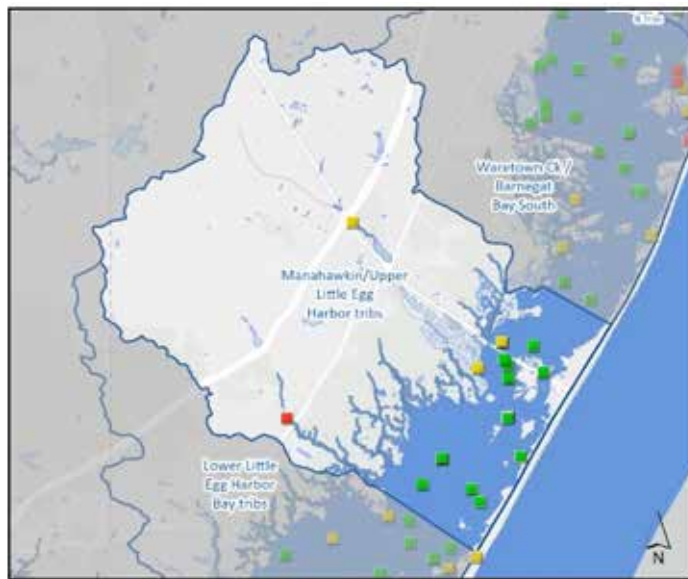 Waretown Ck /
Barnegat
Bay South
Manahawkin/Upper
Little Egg
Harbor tribs
Lower Little
Egg Harbor
Bay tribs
N